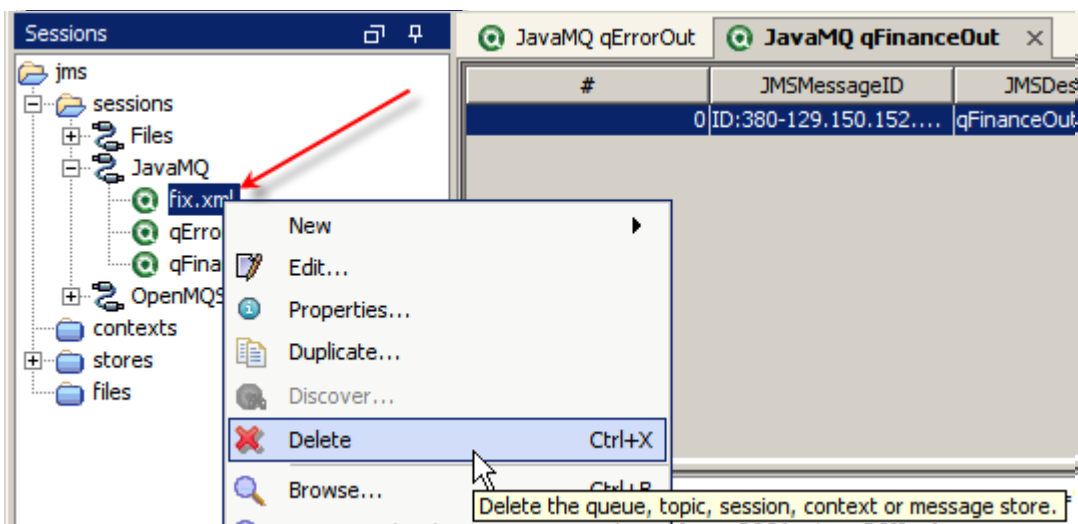 Sessions
jms
sessions
Files
JavaMQ
fix.xml
qErro
qFina
OpenMQS
contexts
stores
files
JavaMQ qErrorOut
JavaMQ qFinanceOut
# JMSMessageID JMSDes
0 ID:380-129.150.152.... qFinanceOut
New
Edit...
Properties...
Duplicate...
Discover...
Delete Ctrl+X
Browse...
Delete the queue, topic, session, context or message store.